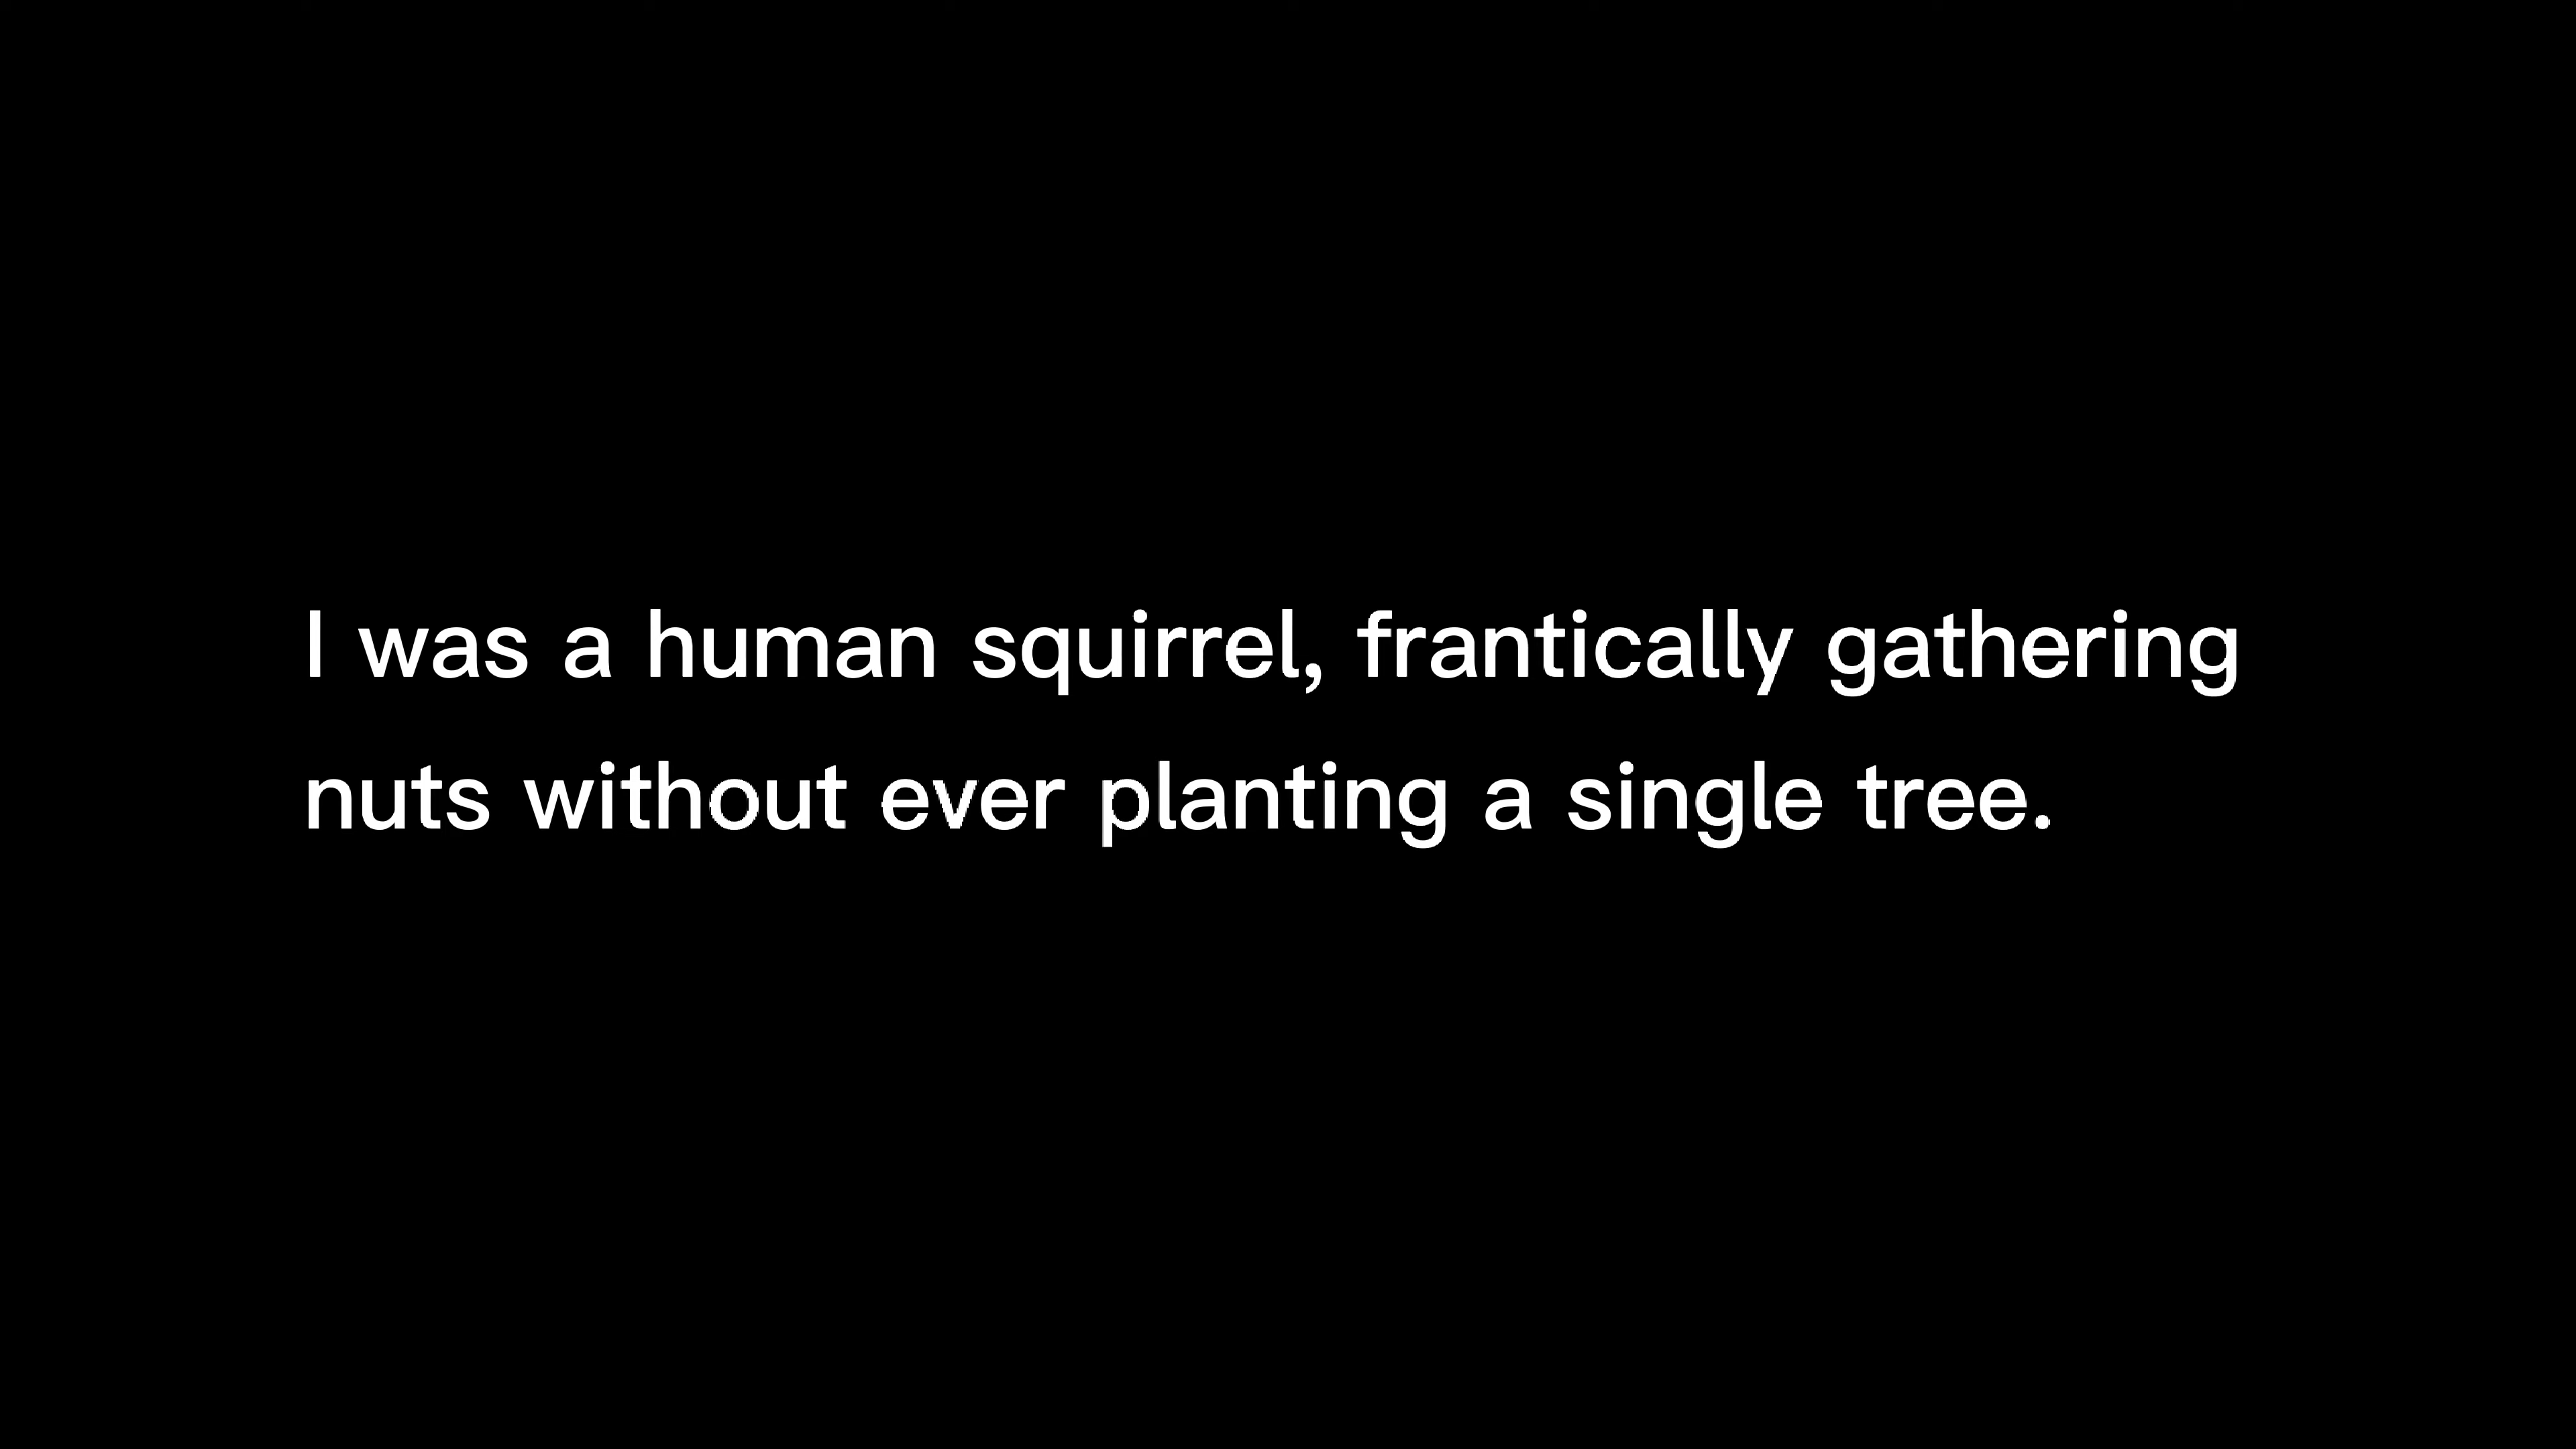 I was a human squirrel, frantically gathering
nuts without ever planting a single tree.